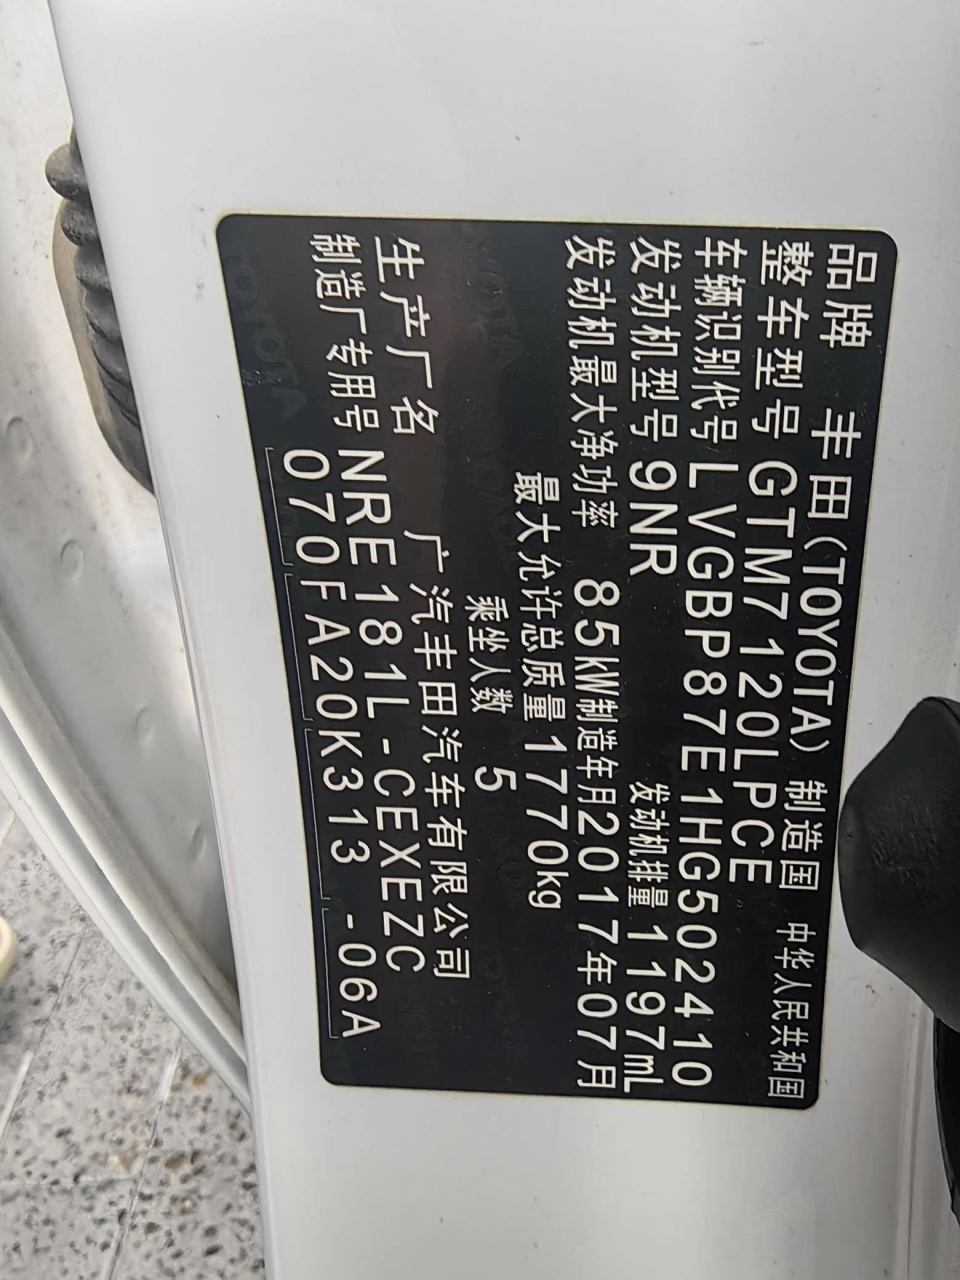 品牌 丰田(TOYOTA) 制造国 中华人民共和国
整车型号 GTM7120LPCE
车辆识别代号 LVGBP87E1HG502410
发动机型号 9NR 发动机排量 1197mL
发动机最大净功率 85kW 制造年月 2017年07月
最大允许总质量 1770kg
乘坐人数 5
生产厂名 广汽丰田汽车有限公司
制造厂专用号 NRE181L-CEXEZC
070FA20K313 -06A